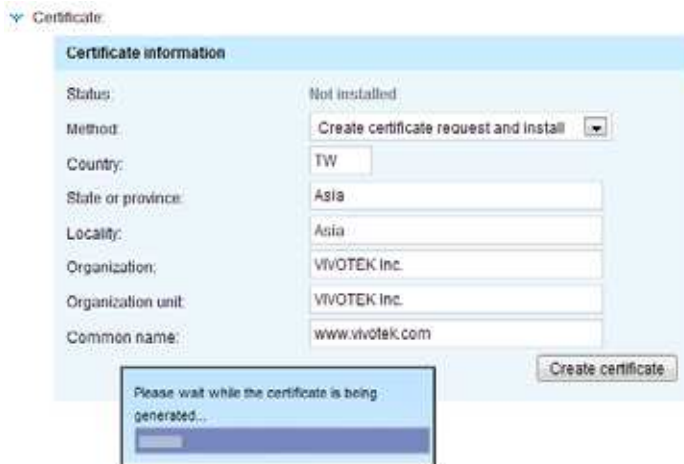 Certificate:
Certificate information
Status: Not installed
Method: Create certificate request and install
Country: TW
State or province: Asia
Locality: Asia
Organization: VIVOTEK Inc.
Organization unit: VIVOTEK Inc.
Common name: www.vivotek.com
Create certificate
Please wait while the certificate is being
generated...